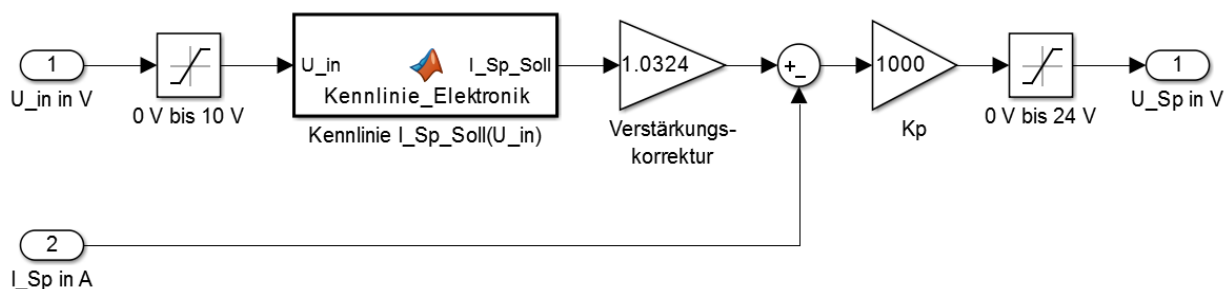 1
U_in in V
0 V bis 10 V
U_in
I_Sp_Soll
Kennlinie_Elektronik
Kennlinie I_Sp_Soll(U_in)
1.0324
Verstärkungs-
korrektur
+
-
1000
Kp
0 V bis 24 V
1
U_Sp in V
2
I_Sp in A